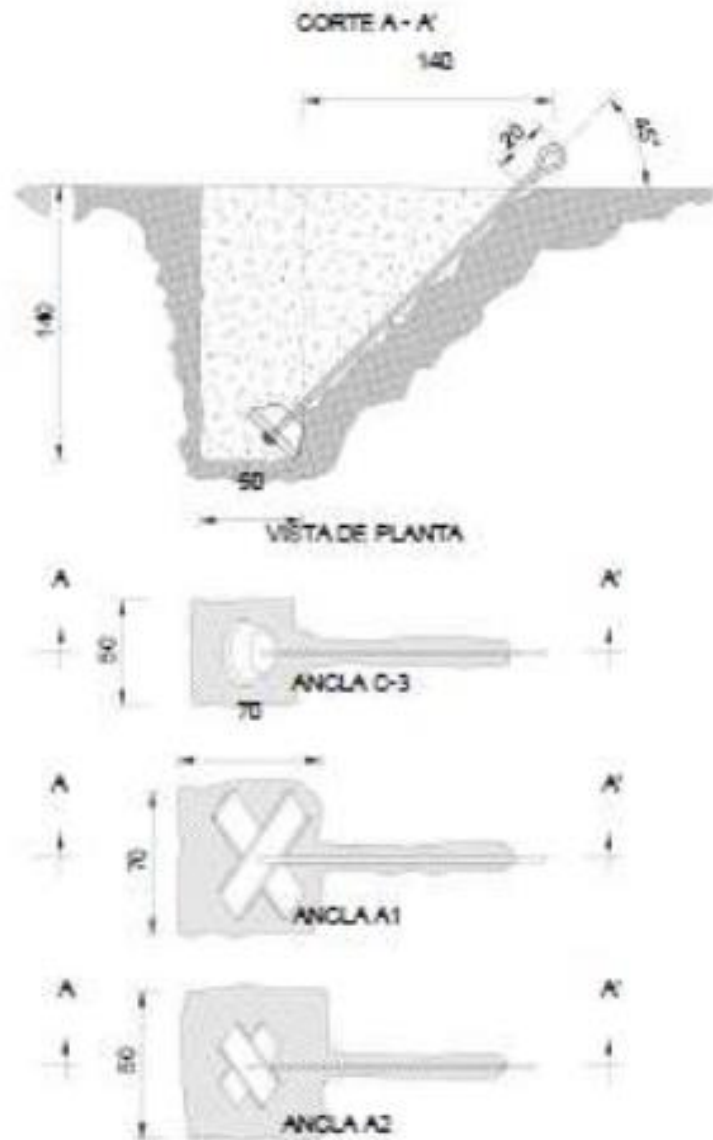 CORTE A - A'
140
20
45°
140
50
VISTA DE PLANTA
A A'
50
ANCLA C-3
70
A A'
70
ANCLA A1
A A'
50
ANCLA A2